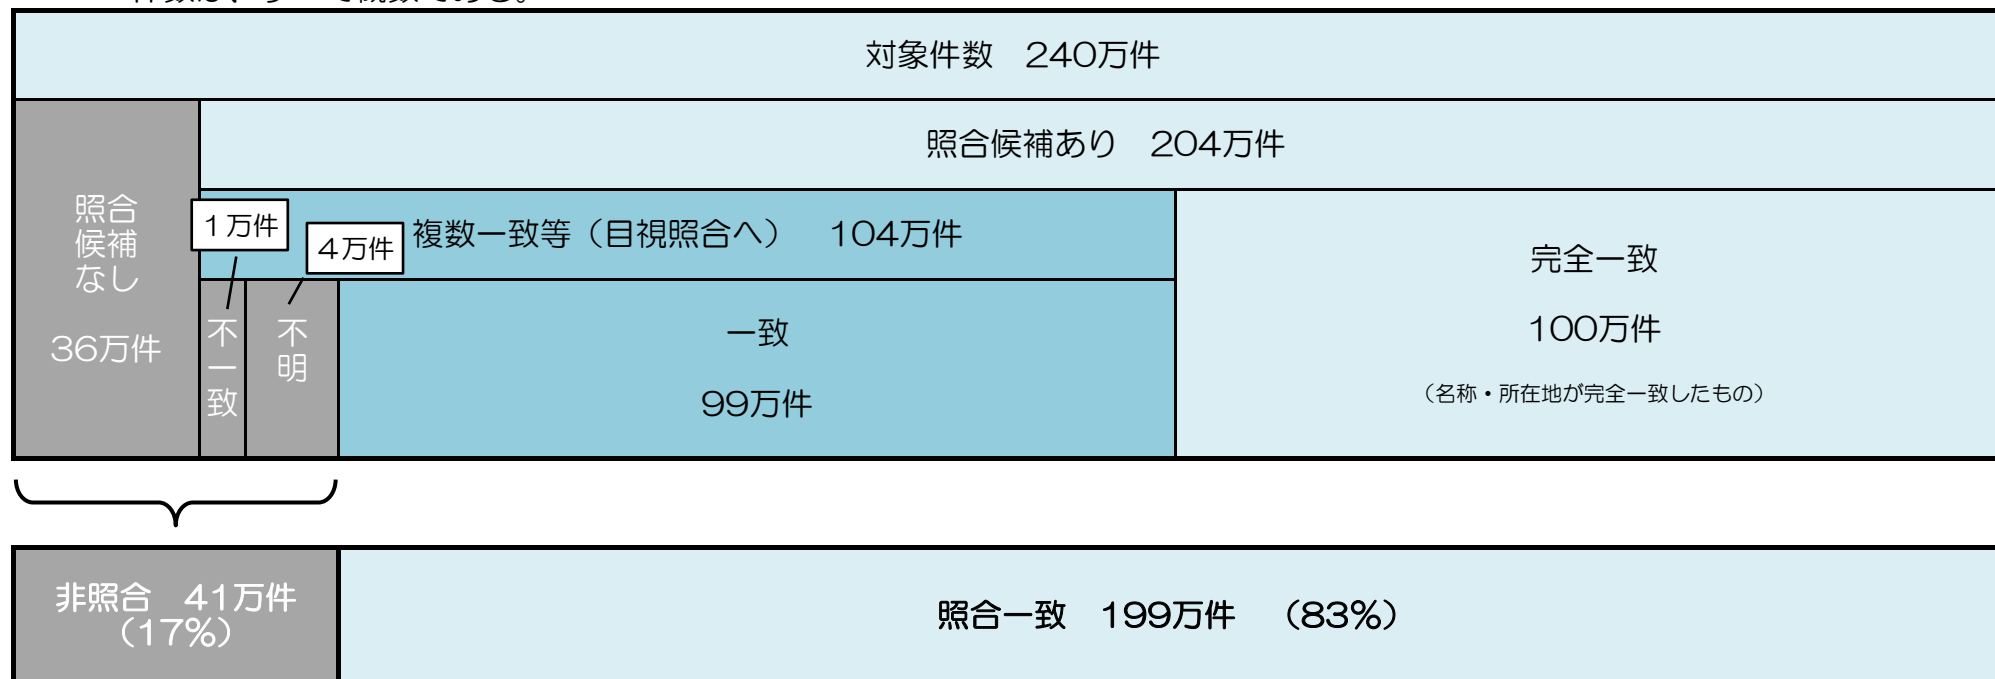 対象件数　240万件
照合候補あり　204万件
照合
候補
なし
36万件
1万件
4万件
複数一致等（目視照合へ）　104万件
不一致
不明
一致
99万件
完全一致
100万件
（名称・所在地が完全一致したもの）
非照合　41万件
（17%）
照合一致　199万件　（83%）